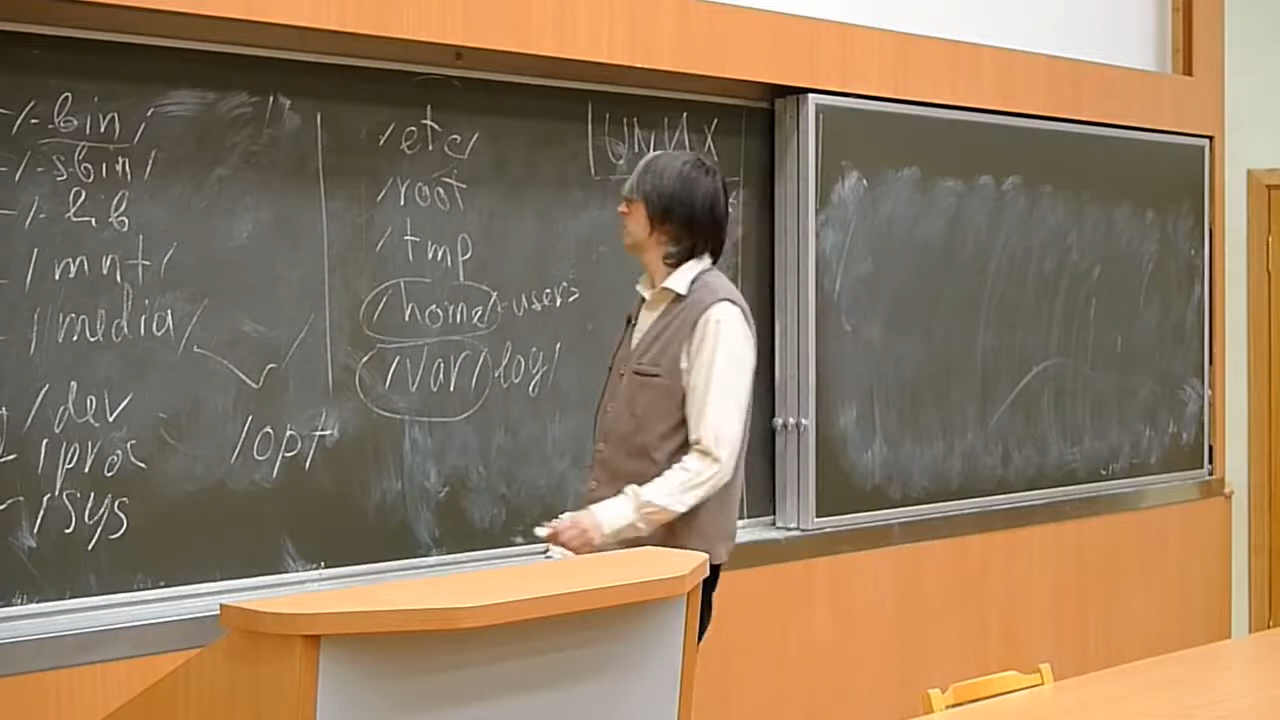 -/-bin/
-/-sbin/
-/-lib
-/mnt/
-/media/
/dev
/proc
-/sys
/opt
/etc/
/root
/tmp
/home/-users
/var/log/
UNIX